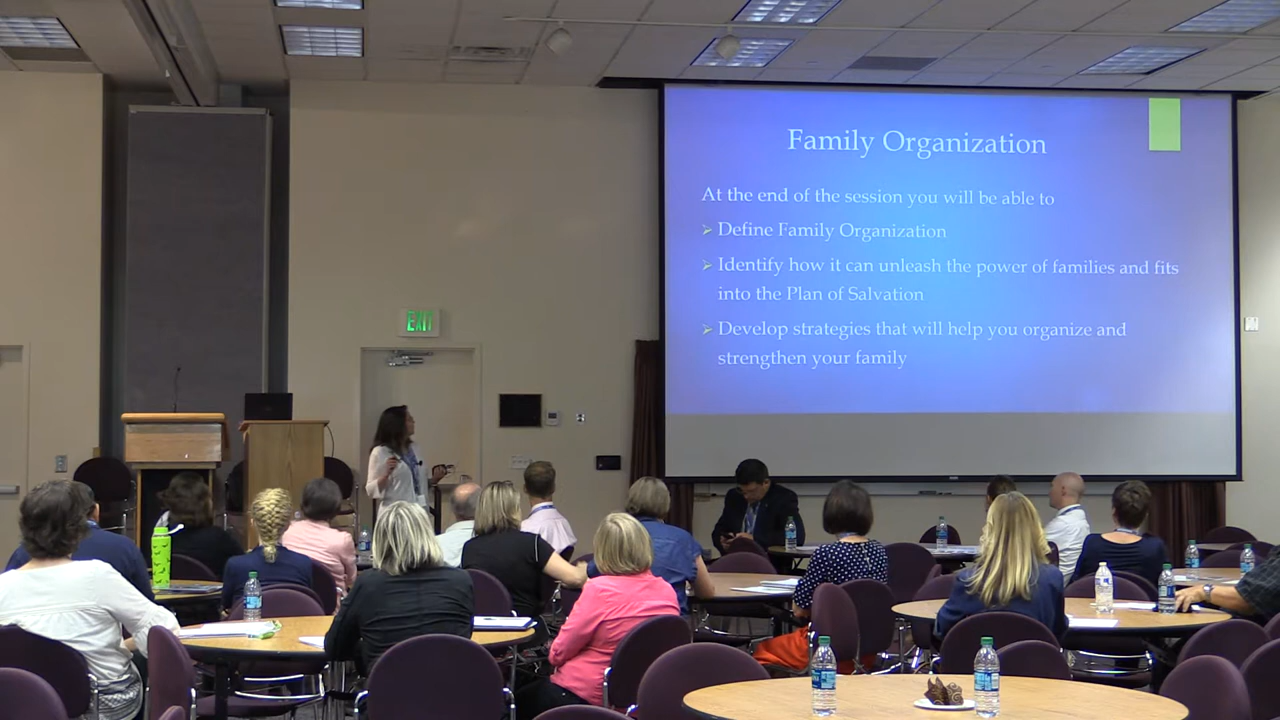 Family Organization
At the end of the session you will be able to
➢ Define Family Organization
➢ Identify how it can unleash the power of families and fits
into the Plan of Salvation
➢ Develop strategies that will help you organize and
strengthen your family
EXIT